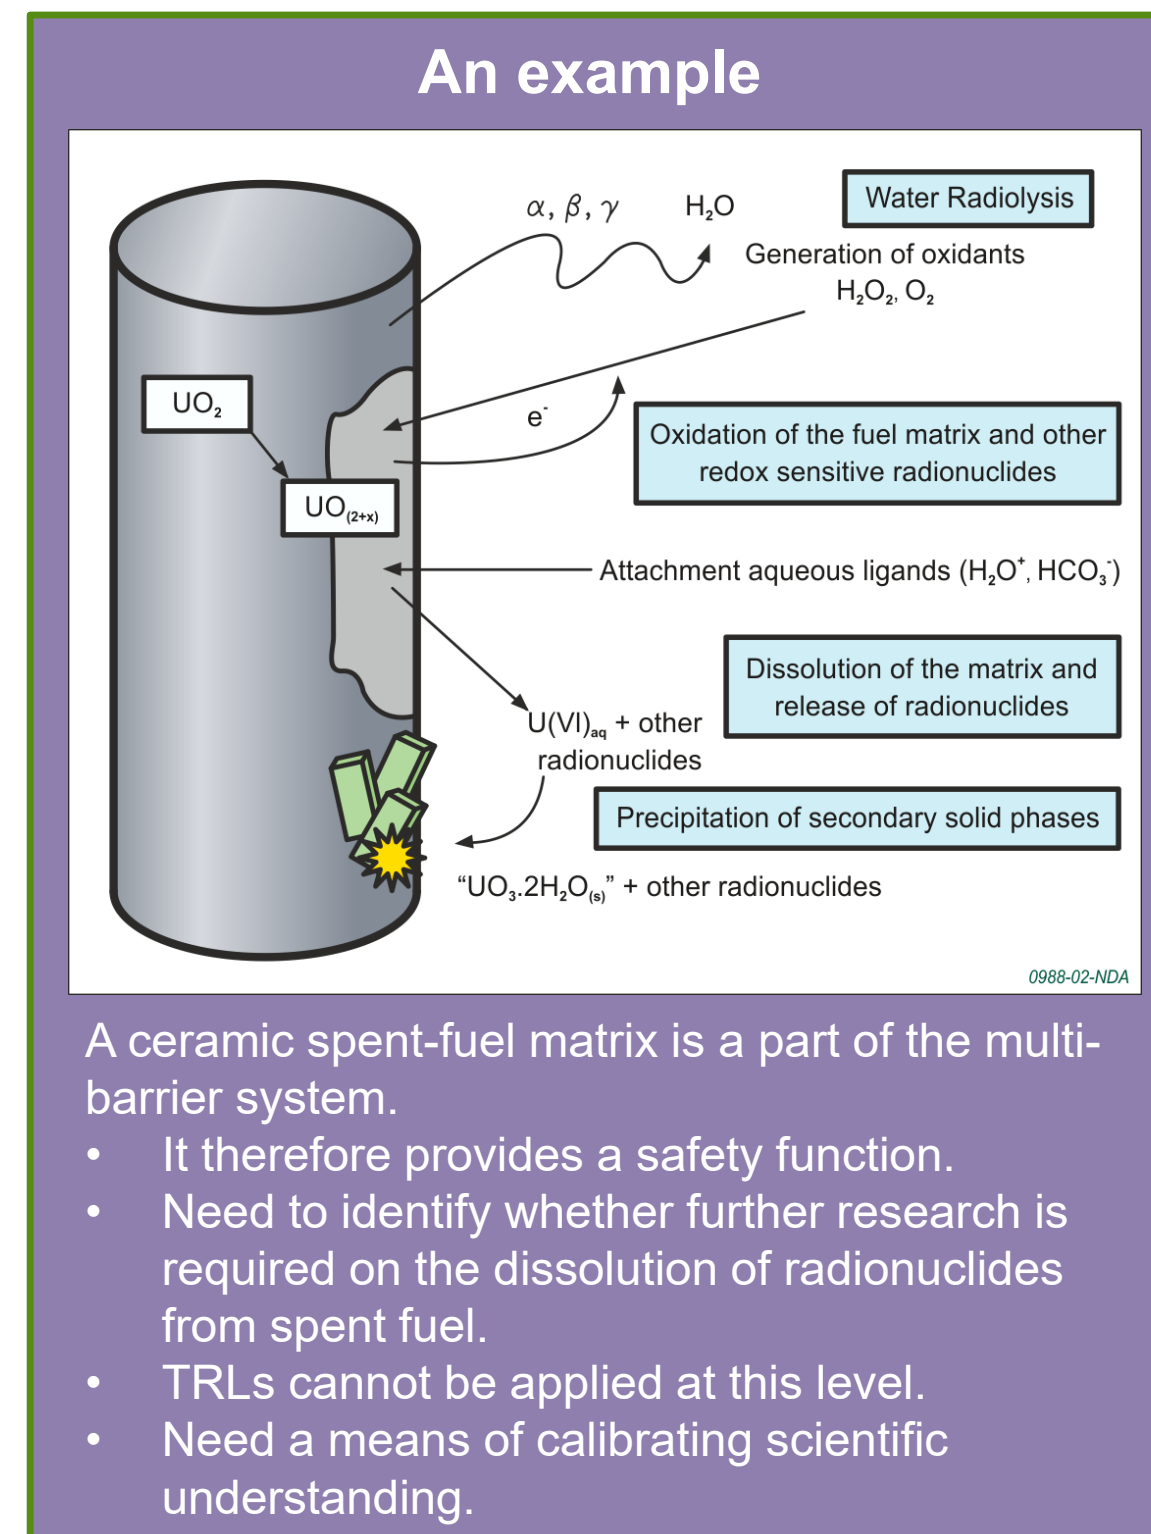 An example
α, β, γ
H₂O
Water Radiolysis
Generation of oxidants
H₂O₂, O₂
UO₂
e⁻
Oxidation of the fuel matrix and other
redox sensitive radionuclides
UO₍₂₊ₓ₎
Attachment aqueous ligands (H₂O⁺, HCO₃⁻)
Dissolution of the matrix and
release of radionuclides
U(VI)aq + other
radionuclides
Precipitation of secondary solid phases
“UO₃.2H₂O₍ₛ₎” + other radionuclides
0988-02-NDA
A ceramic spent-fuel matrix is a part of the multi-
barrier system.
• It therefore provides a safety function.
• Need to identify whether further research is
required on the dissolution of radionuclides
from spent fuel.
• TRLs cannot be applied at this level.
• Need a means of calibrating scientific
understanding.